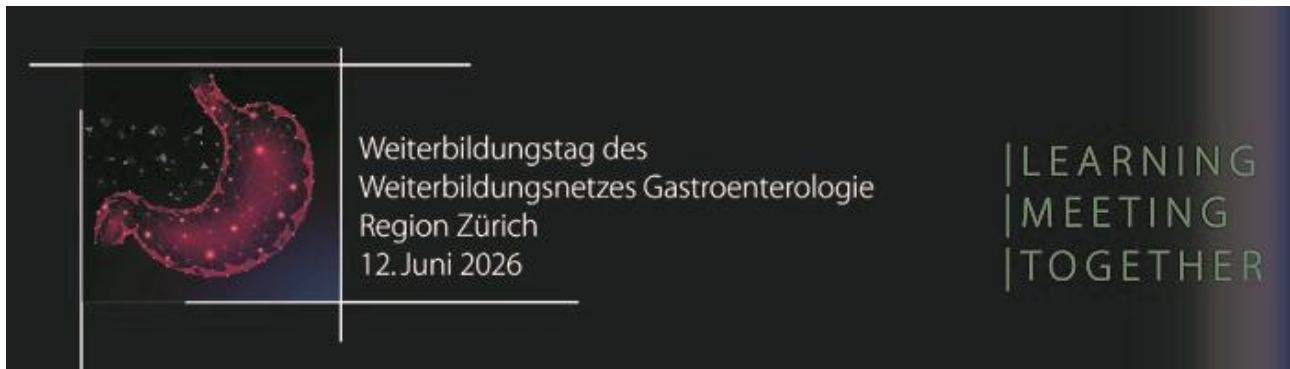 Weiterbildungstag des
Weiterbildungsnetzes Gastroenterologie
Region Zürich
12. Juni 2026
|LEARNING
|MEETING
|TOGETHER